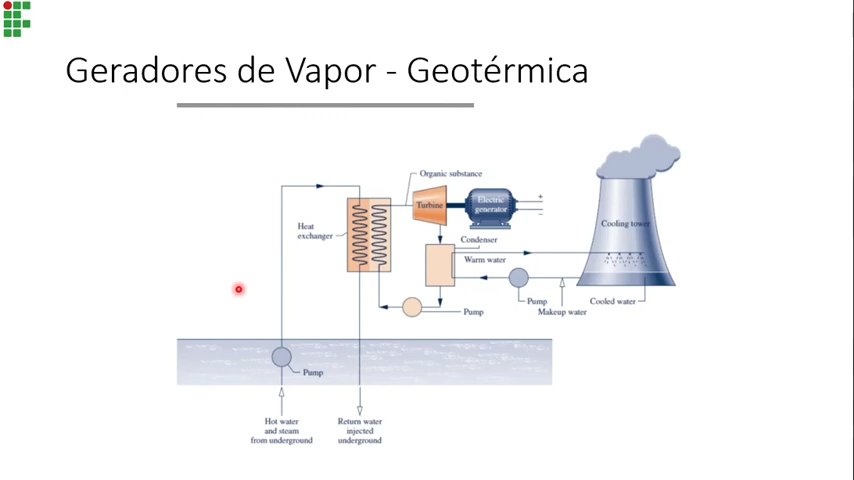 Geradores de Vapor - Geotérmica
Organic substance
Turbine
Electric
generator
+
–
Heat
exchanger
Condenser
Warm water
Cooling tower
Pump
Makeup water
Cooled water
Pump
Pump
Hot water
and steam
from underground
Return water
injected
underground